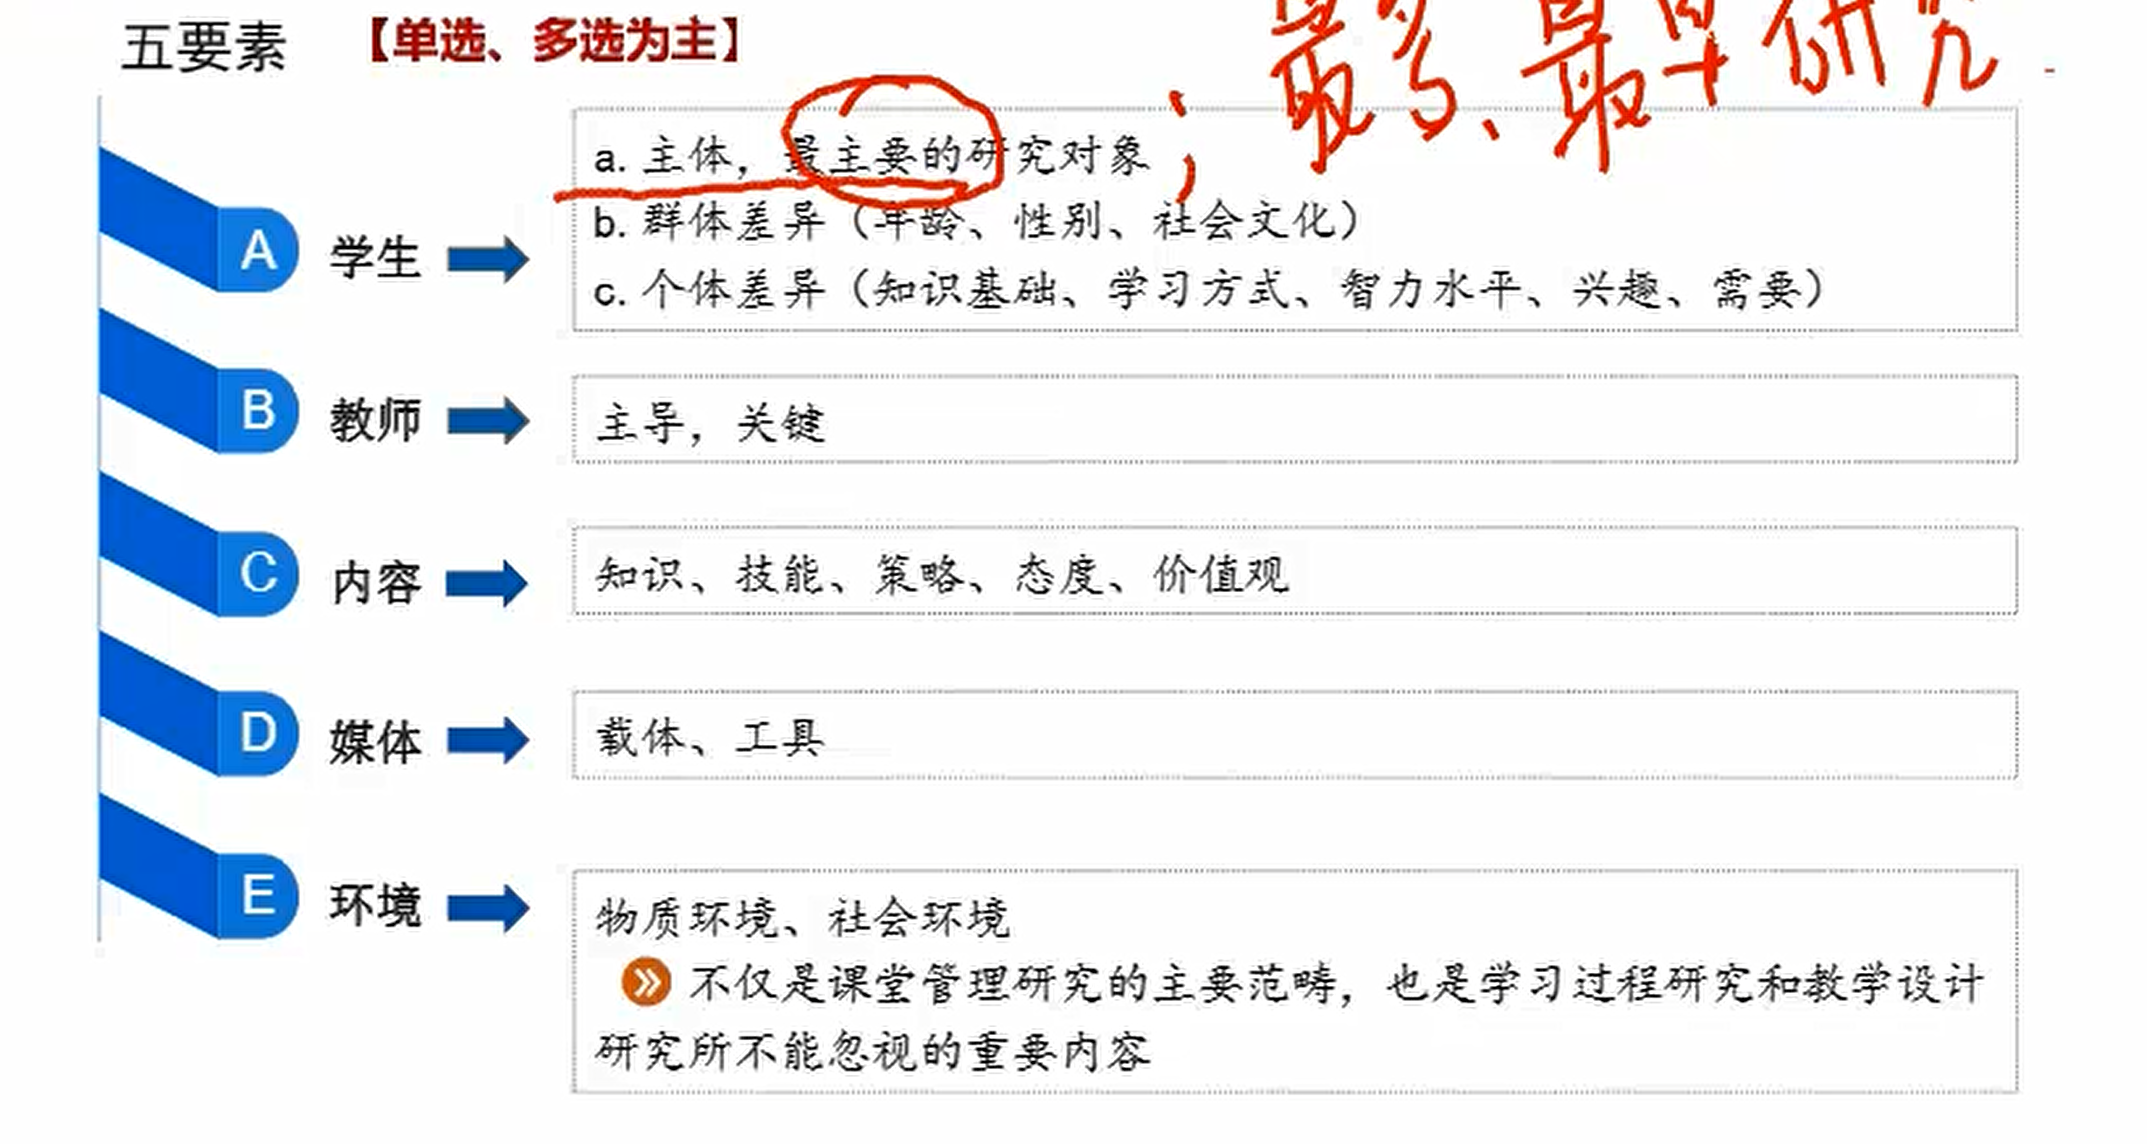 五要素 【单选、多选为主】
最多、最早研究
A 学生
a. 主体，最主要的研究对象；
b. 群体差异（年龄、性别、社会文化）
c. 个体差异（知识基础、学习方式、智力水平、兴趣、需要）
B 教师
主导，关键
C 内容
知识、技能、策略、态度、价值观
D 媒体
载体、工具
E 环境
物质环境、社会环境
不仅是课堂管理研究的主要范畴，也是学习过程研究和教学设计
研究所不能忽视的重要内容